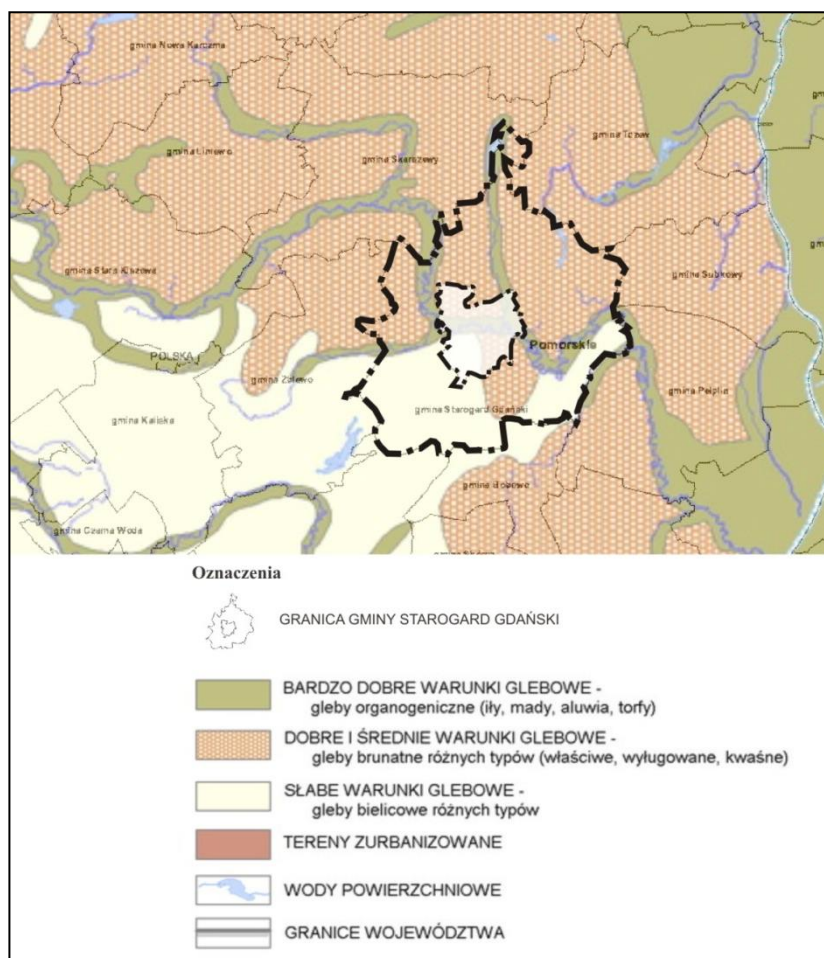 gmina Nowa Karczma
gmina Tczew
gmina Liniewo
gmina Skarszewy
gmina Stara Kiszewa
gmina Subkowy
Pomorskie
POLSKA
gmina Zblewo
gmina Pelplin
gmina Kaliska
gmina Starogard Gdański
gmina Bobowo
gmina Czarna Woda
Oznaczenia
GRANICA GMINY STAROGARD GDAŃSKI
BARDZO DOBRE WARUNKI GLEBOWE -
gleby organogeniczne (iły, mady, aluwia, torfy)
DOBRE I ŚREDNIE WARUNKI GLEBOWE -
gleby brunatne różnych typów (właściwe, wyługowane, kwaśne)
SŁABE WARUNKI GLEBOWE -
gleby bielicowe różnych typów
TERENY ZURBANIZOWANE
WODY POWIERZCHNIOWE
GRANICE WOJEWÓDZTWA